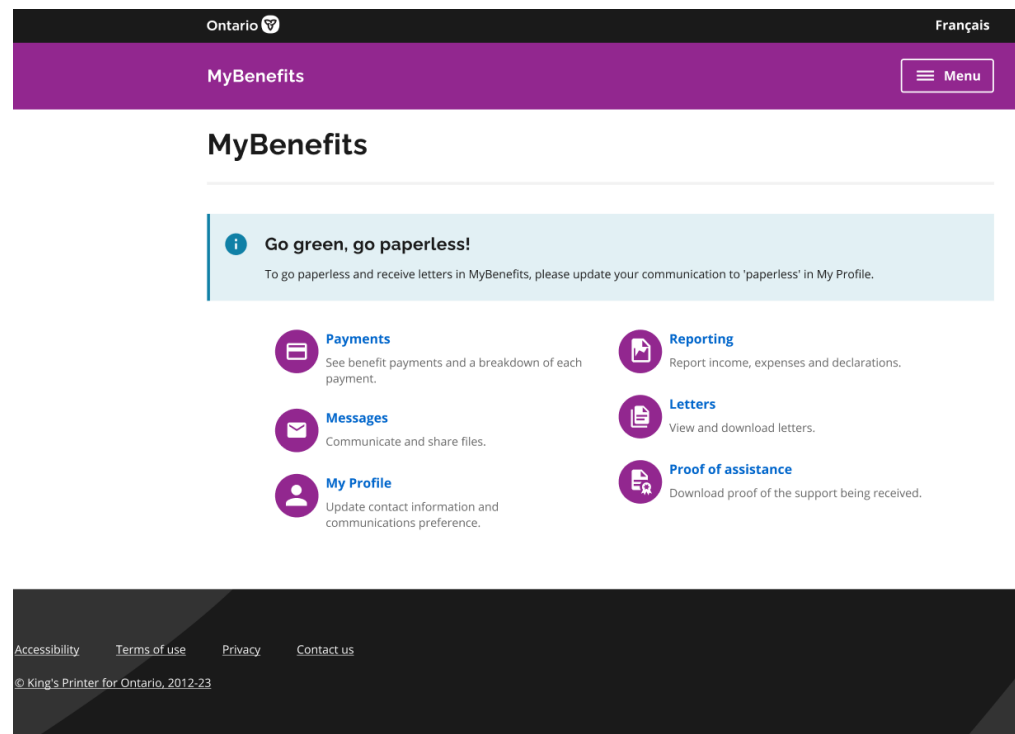 Ontario
Français
MyBenefits
Menu
MyBenefits
Go green, go paperless!
To go paperless and receive letters in MyBenefits, please update your communication to 'paperless' in My Profile.
Payments
See benefit payments and a breakdown of each
payment.
Messages
Communicate and share files.
My Profile
Update contact information and
communications preference.
Reporting
Report income, expenses and declarations.
Letters
View and download letters.
Proof of assistance
Download proof of the support being received.
Accessibility Terms of use Privacy Contact us
© King's Printer for Ontario, 2012-23